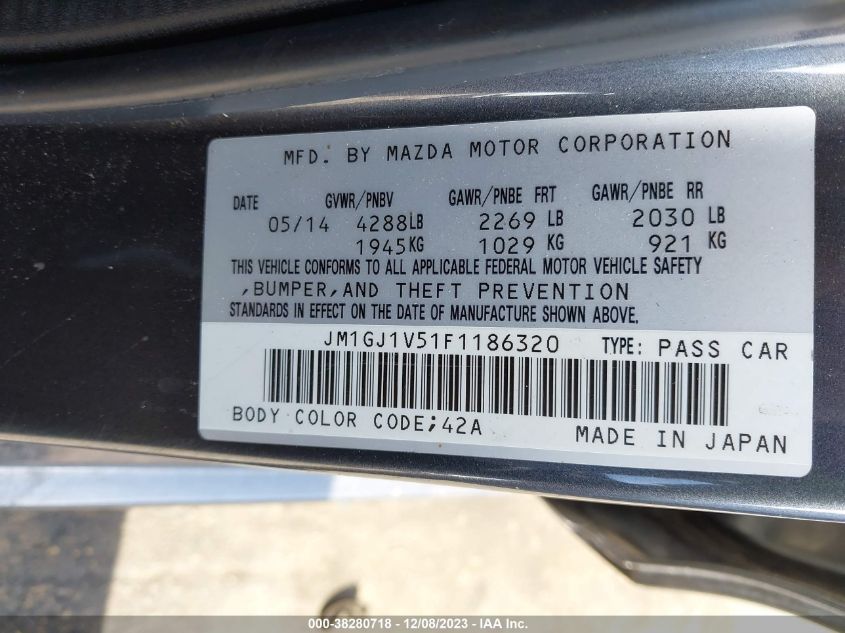 MFD. BY MAZDA MOTOR CORPORATION
DATE GVWR/PNBV GAWR/PNBE FRT GAWR/PNBE RR
05/14 4288LB 2269 LB 2030 LB
1945KG 1029 KG 921 KG
THIS VEHICLE CONFORMS TO ALL APPLICABLE FEDERAL MOTOR VEHICLE SAFETY
,BUMPER,AND THEFT PREVENTION
STANDARDS IN EFFECT ON THE DATE OF MANUFACTURE SHOWN ABOVE.
JM1GJ1V51F1186320 TYPE: PASS CAR
BODY COLOR CODE;42A
MADE IN JAPAN
000-38280718 - 12/08/2023 - IAA Inc.